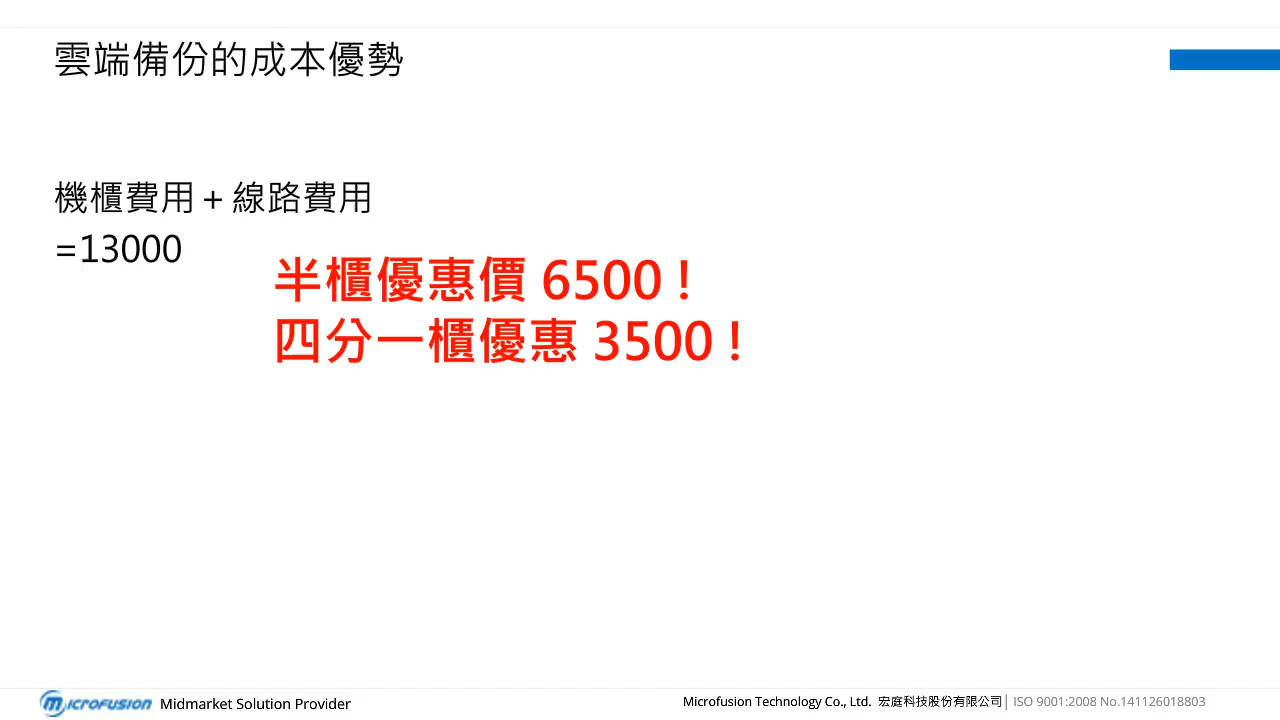 雲端備份的成本優勢
機櫃費用 + 線路費用
=13000
半櫃優惠價 6500 !
四分一櫃優惠 3500 !
MICROFUSION Midmarket Solution Provider
Microfusion Technology Co., Ltd. 宏庭科技股份有限公司| ISO 9001:2008 No.141126018803